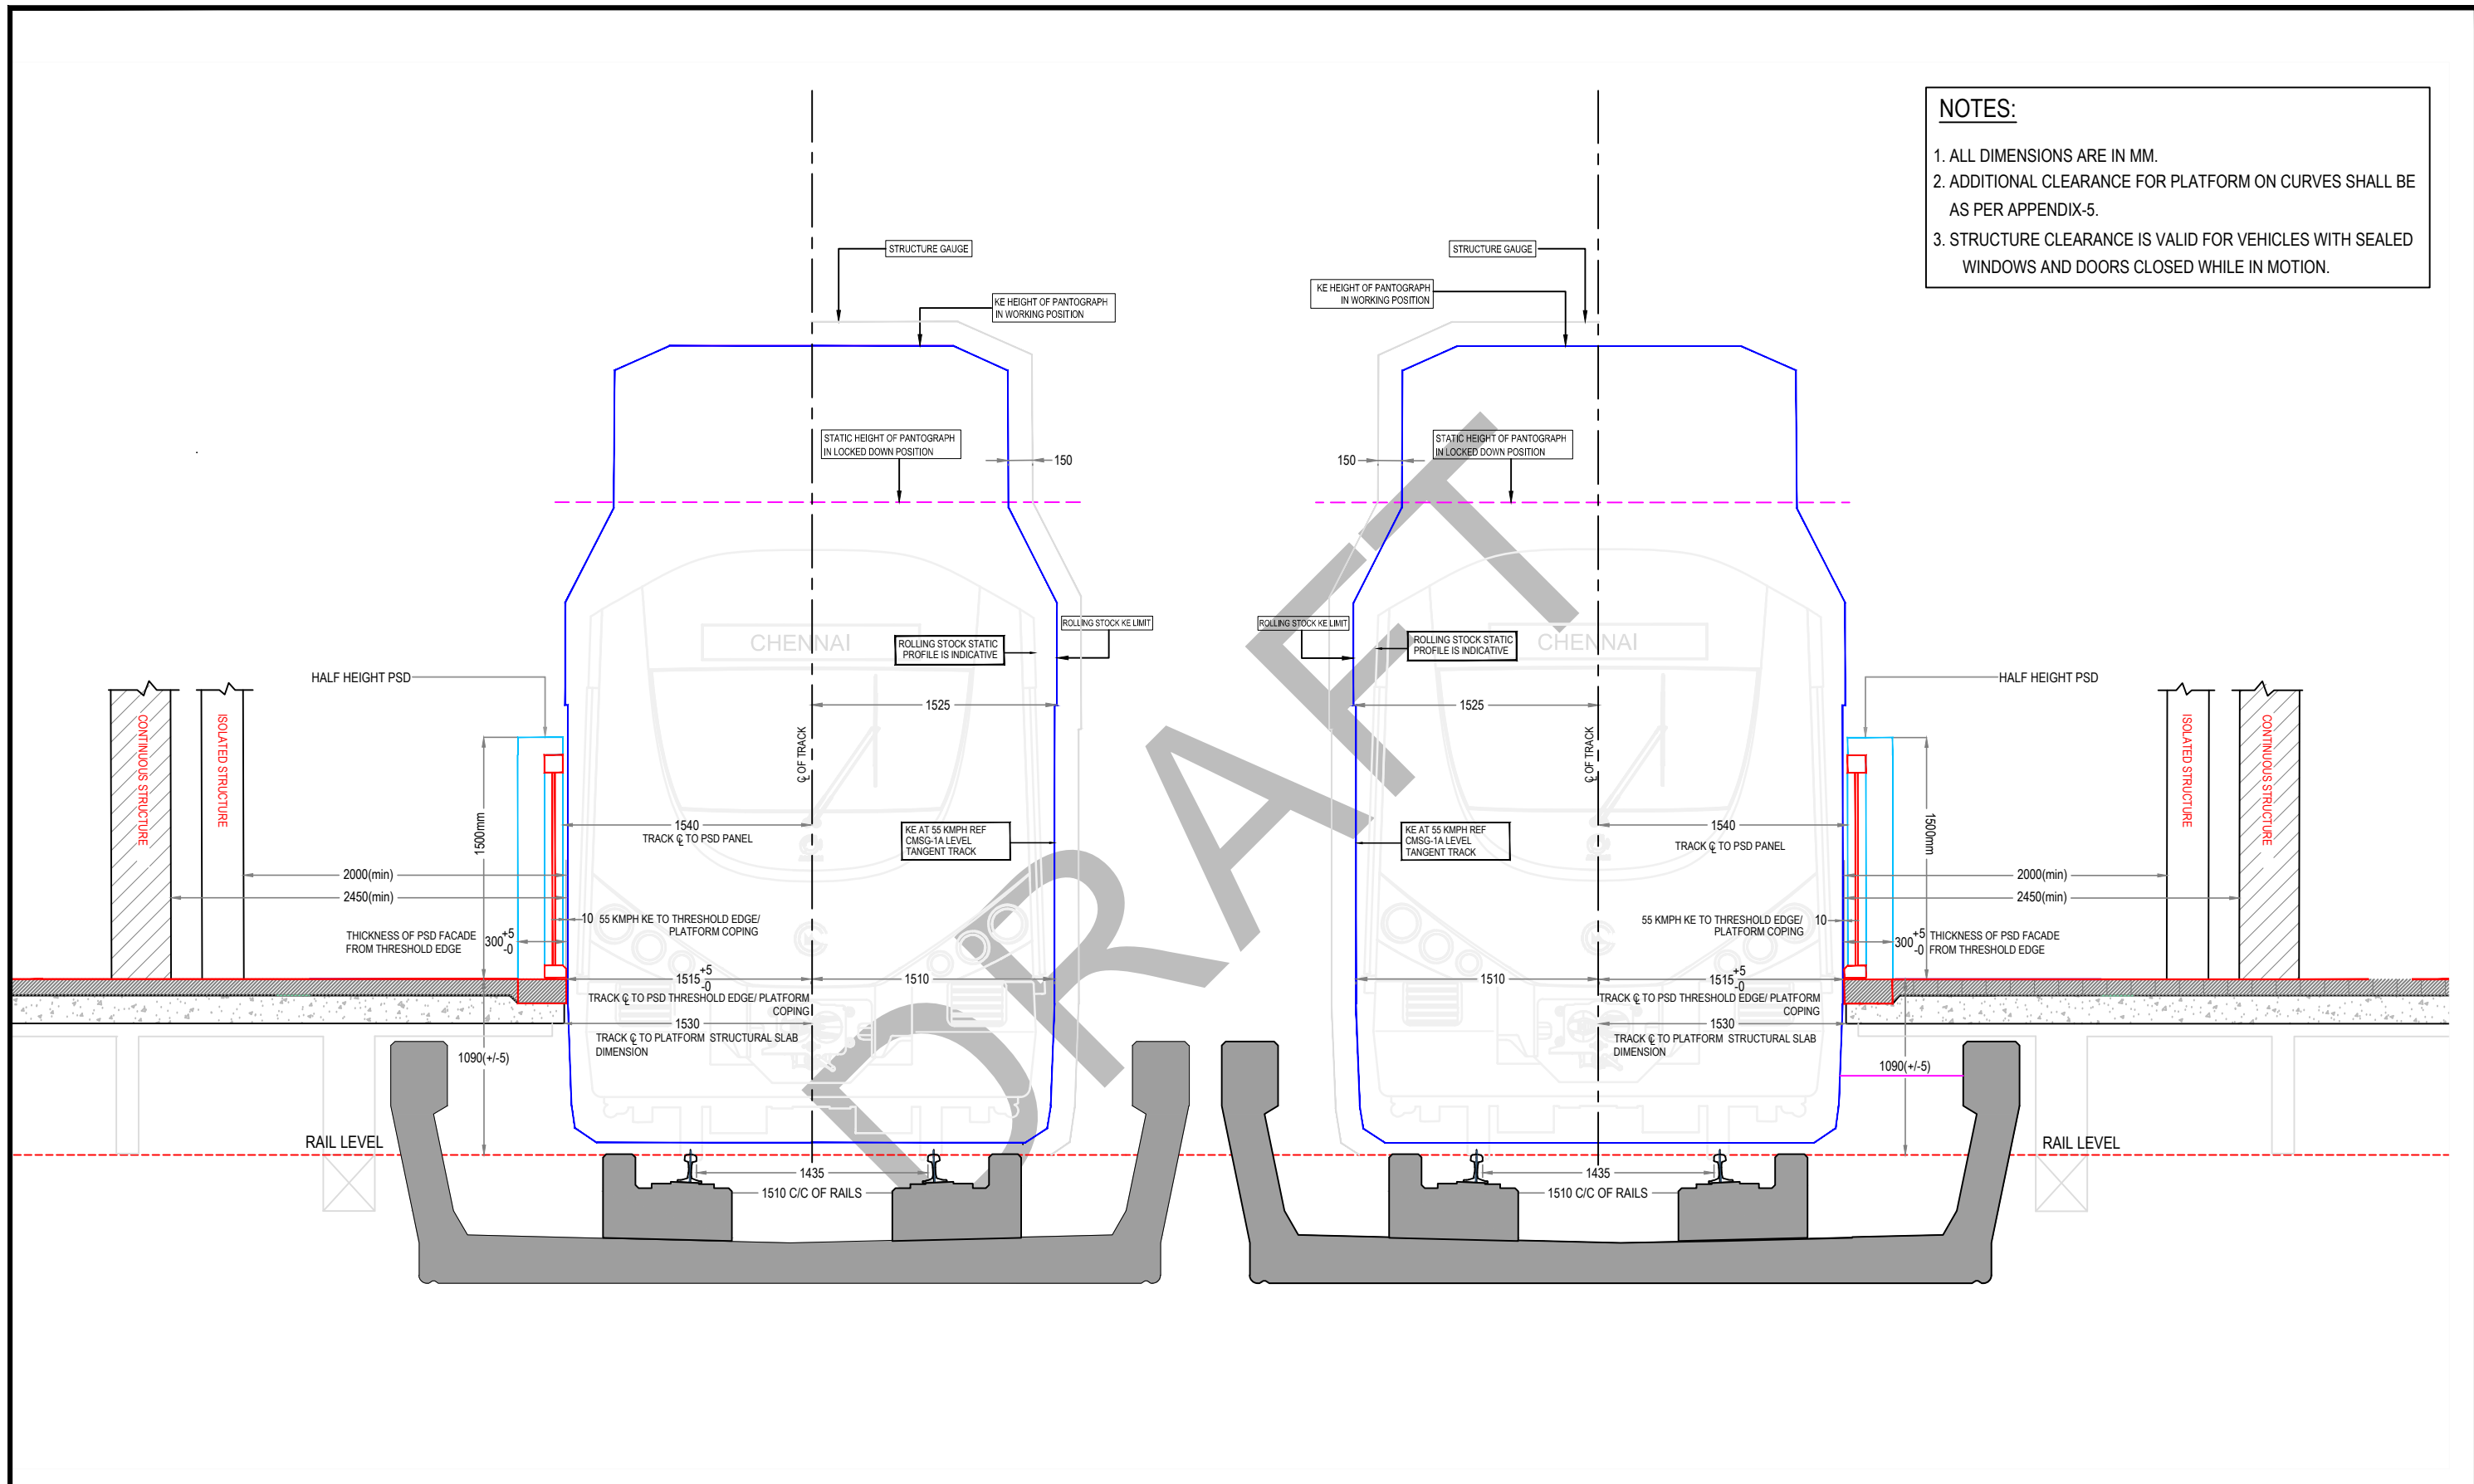 NOTES:
1. ALL DIMENSIONS ARE IN MM.
2. ADDITIONAL CLEARANCE FOR PLATFORM ON CURVES SHALL BE
AS PER APPENDIX-5.
3. STRUCTURE CLEARANCE IS VALID FOR VEHICLES WITH SEALED
WINDOWS AND DOORS CLOSED WHILE IN MOTION.
STRUCTURE GAUGE
KE HEIGHT OF PANTOGRAPH
IN WORKING POSITION
STATIC HEIGHT OF PANTOGRAPH
IN LOCKED DOWN POSITION
150
CHENNAI
ROLLING STOCK STATIC
PROFILE IS INDICATIVE
ROLLING STOCK KE LIMIT
HALF HEIGHT PSD
CONTINUOUS STRUCTURE
ISOLATED STRUCTURE
1525
℄ OF TRACK
1500mm
1540
TRACK ℄ TO PSD PANEL
KE AT 55 KMPH REF
CMSG-1A LEVEL
TANGENT TRACK
2000(min)
2450(min)
10 55 KMPH KE TO THRESHOLD EDGE/
PLATFORM COPING
THICKNESS OF PSD FACADE
FROM THRESHOLD EDGE
300 +5 -0
1515 +5 -0
1510
TRACK ℄ TO PSD THRESHOLD EDGE/ PLATFORM
COPING
1530
TRACK ℄ TO PLATFORM STRUCTURAL SLAB
DIMENSION
1090(+/-5)
RAIL LEVEL
1435
1510 C/C OF RAILS
STRUCTURE GAUGE
KE HEIGHT OF PANTOGRAPH
IN WORKING POSITION
STATIC HEIGHT OF PANTOGRAPH
IN LOCKED DOWN POSITION
150
CHENNAI
ROLLING STOCK KE LIMIT
ROLLING STOCK STATIC
PROFILE IS INDICATIVE
HALF HEIGHT PSD
ISOLATED STRUCTURE
CONTINUOUS STRUCTURE
1525
℄ OF TRACK
1500mm
1540
TRACK ℄ TO PSD PANEL
KE AT 55 KMPH REF
CMSG-1A LEVEL
TANGENT TRACK
2000(min)
2450(min)
55 KMPH KE TO THRESHOLD EDGE/ 10
PLATFORM COPING
300 +5 -0
THICKNESS OF PSD FACADE
FROM THRESHOLD EDGE
1510
1515 +5 -0
TRACK ℄ TO PSD THRESHOLD EDGE/ PLATFORM
COPING
1530
TRACK ℄ TO PLATFORM STRUCTURAL SLAB
DIMENSION
1090(+/-5)
RAIL LEVEL
1435
1510 C/C OF RAILS
DRAFT